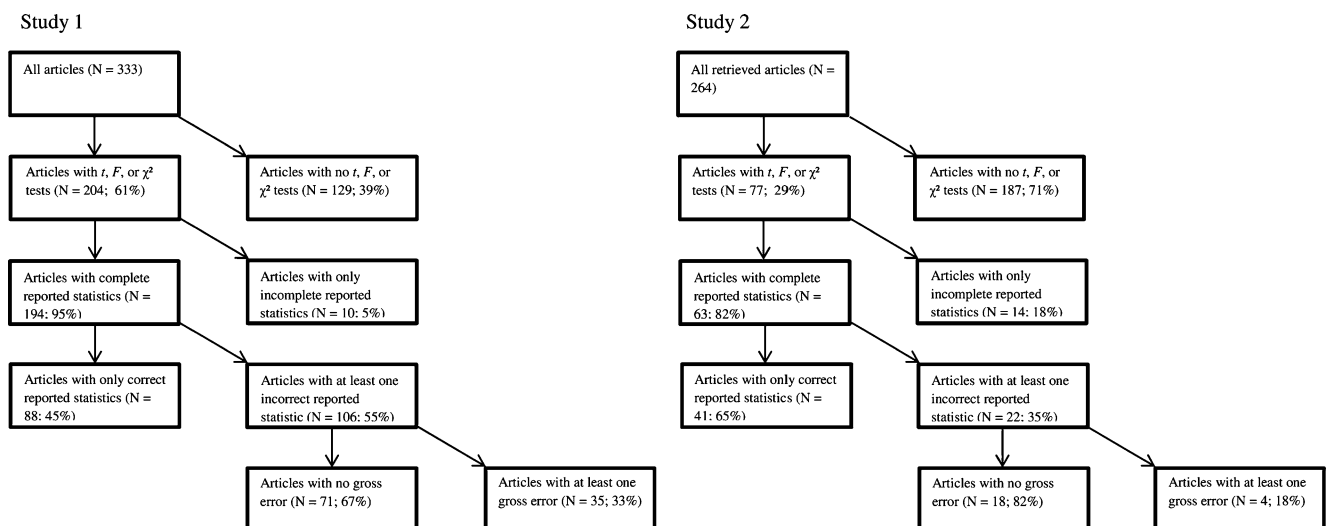 Study 1
All articles (N = 333)
Articles with t, F, or χ²
tests (N = 204;  61%)
Articles with no t, F, or
χ² tests (N = 129; 39%)
Articles with complete
reported statistics (N =
194; 95%)
Articles with only
incomplete reported
statistics (N = 10; 5%)
Articles with only correct
reported statistics (N =
88; 45%)
Articles with at least one
incorrect reported
statistic (N = 106; 55%)
Articles with no gross
error (N = 71; 67%)
Articles with at least one
gross error (N = 35; 33%)
Study 2
All retrieved articles (N =
264)
Articles with t, F, or χ²
tests (N = 77;  29%)
Articles with no t, F, or
χ² tests (N = 187; 71%)
Articles with complete
reported statistics (N =
63; 82%)
Articles with only
incomplete reported
statistics (N = 14; 18%)
Articles with only correct
reported statistics (N =
41; 65%)
Articles with at least one
incorrect reported
statistic (N = 22; 35%)
Articles with no gross
error (N = 18; 82%)
Articles with at least one
gross error (N = 4; 18%)